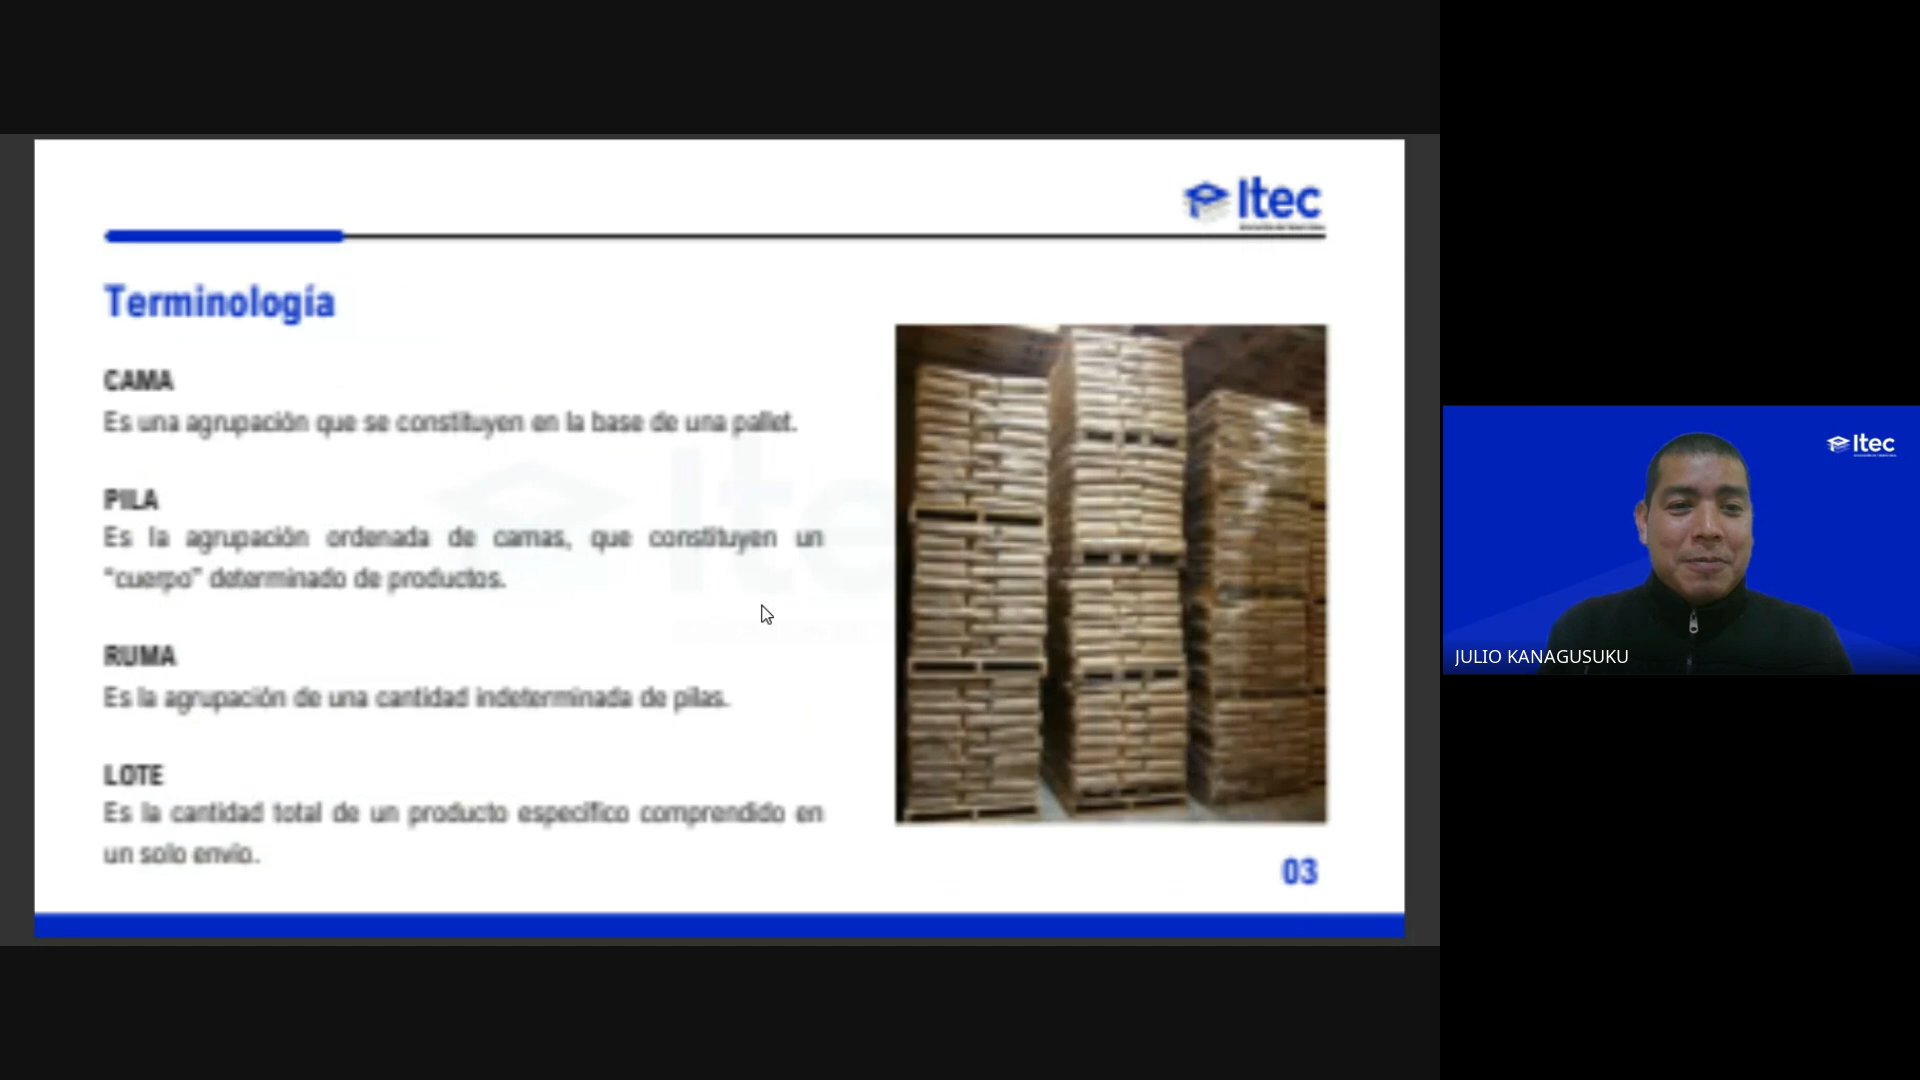 Itec
Terminología
CAMA
Es una agrupación que se constituyen en la base de una pallet.
PILA
Es la agrupación ordenada de camas, que constituyen un
"cuerpo" determinado de productos.
RUMA
Es la agrupación de una cantidad indeterminada de pilas.
LOTE
Es la cantidad total de un producto específico comprendido en
un solo envío.
03
Itec
JULIO KANAGUSUKU